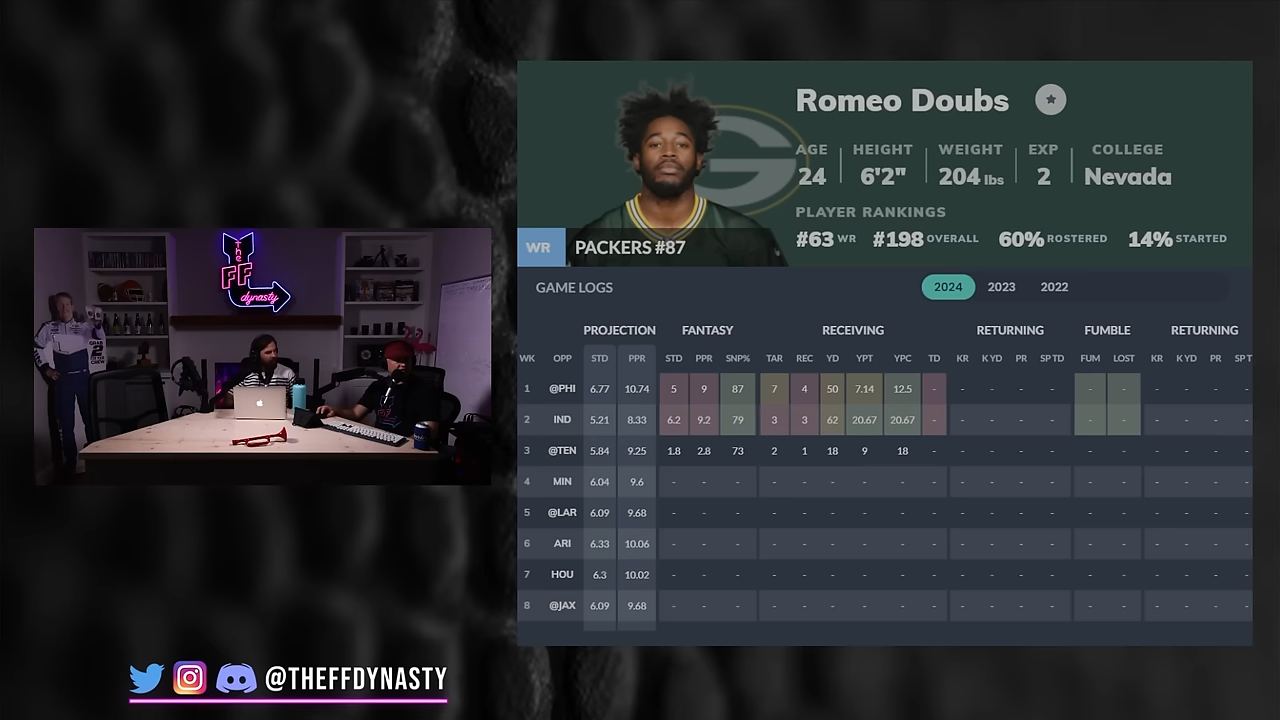 Romeo Doubs
AGE HEIGHT WEIGHT EXP COLLEGE
24 6'2" 204 lbs 2 Nevada
PLAYER RANKINGS
#63 WR #198 OVERALL 60% ROSTERED 14% STARTED
WR PACKERS #87
GAME LOGS 2024 2023 2022
PROJECTION FANTASY RECEIVING RETURNING FUMBLE RETURNING
WK OPP STD PPR STD PPR SNP% TAR REC YD YPT YPC TD KR K YD PR SP TD FUM LOST KR K YD PR SP T
1 @PHI 6.77 10.74 5 9 87 7 4 50 7.14 12.5 - - - - - - - - - - -
2 IND 5.21 8.33 6.2 9.2 79 3 3 62 20.67 20.67 - - - - - - - - - - -
3 @TEN 5.84 9.25 1.8 2.8 73 2 1 18 9 18 - - - - - - - - - - -
4 MIN 6.04 9.6 - - - - - - - - - - - - - - - - - - -
5 @LAR 6.09 9.68 - - - - - - - - - - - - - - - - - - -
6 ARI 6.33 10.06 - - - - - - - - - - - - - - - - - - -
7 HOU 6.3 10.02 - - - - - - - - - - - - - - - - - - -
8 @JAX 6.09 9.68 - - - - - - - - - - - - - - - - - - -
The
FF
dynasty
@THEFFDYNASTY